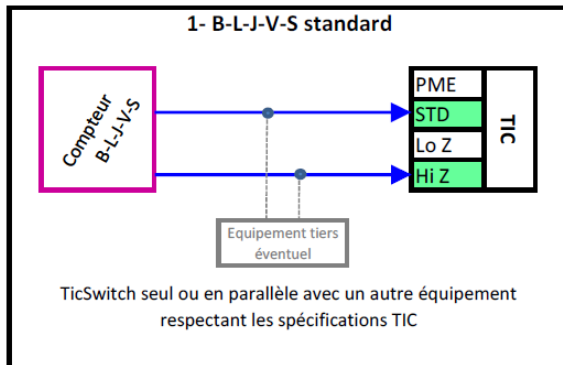 1- B-L-J-V-S standard
Compteur
B-L-J-V-S
PME
STD
Lo Z
Hi Z
TIC
Equipement tiers
éventuel
TicSwitch seul ou en parallèle avec un autre équipement
respectant les spécifications TIC